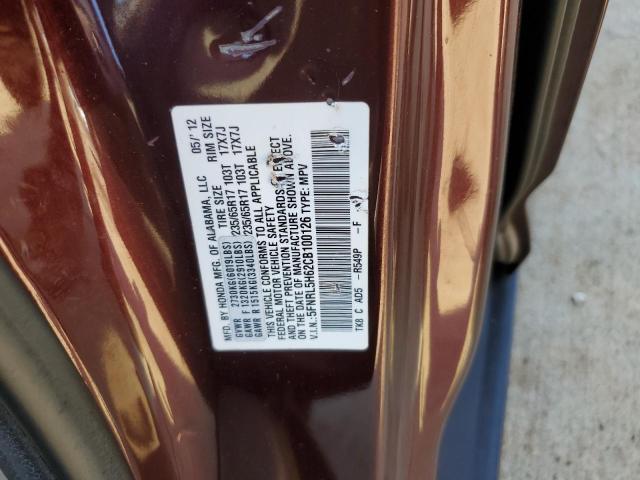 MFD. BY HONDA MFG. OF ALABAMA, LLC 05/'12
TIRE SIZE RIM SIZE
GVWR 2730KG(6019LBS)
GAWR F 1320KG(2910LBS) 235/65R17 103T 17X7J
GAWR R 1515KG(3340LBS) 235/65R17 103T 17X7J
THIS VEHICLE CONFORMS TO ALL APPLICABLE
FEDERAL MOTOR VEHICLE SAFETY
AND THEFT PREVENTION STANDARDS IN EFFECT
ON THE DATE OF MANUFACTURE SHOWN ABOVE.
V.I.N.:5FNRL5H62CB100126 TYPE: MPV
TK8 C AD5 -R549P -F